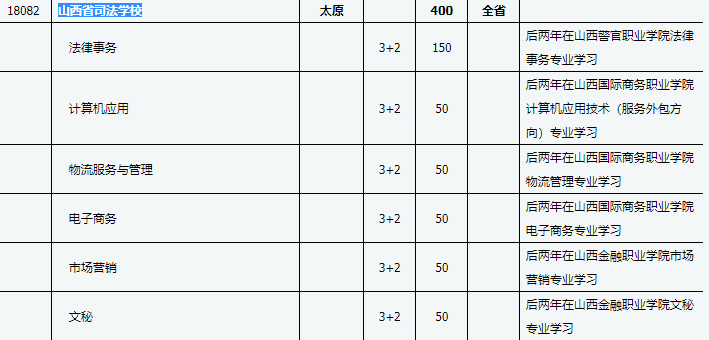 18082 山西省司法学校 太原 400 全省
法律事务 3+2 150 后两年在山西警官职业学院法律
事务专业学习
计算机应用 3+2 50 后两年在山西国际商务职业学院
计算机应用技术（服务外包方
向）专业学习
物流服务与管理 3+2 50 后两年在山西国际商务职业学院
物流管理专业学习
电子商务 3+2 50 后两年在山西国际商务职业学院
电子商务专业学习
市场营销 3+2 50 后两年在山西金融职业学院市场
营销专业学习
文秘 3+2 50 后两年在山西金融职业学院文秘
专业学习